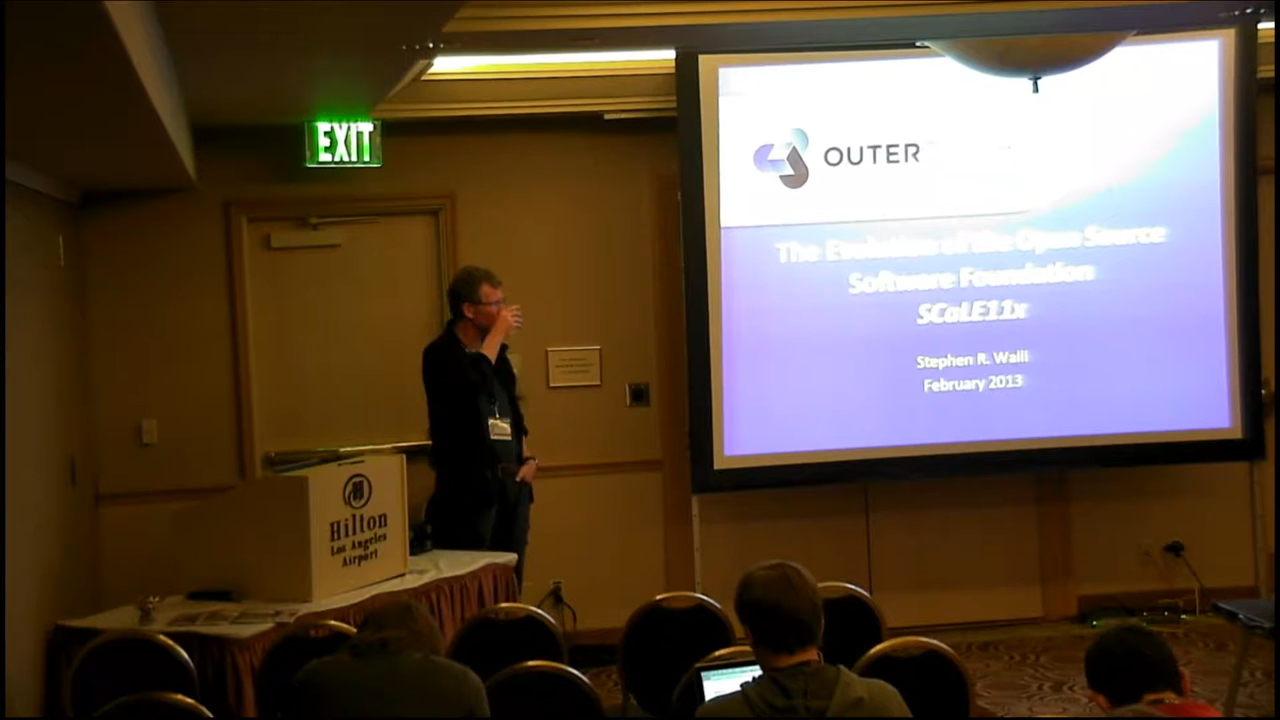 EXIT
OUTER
The Evolution of the Open Source
Software Foundation
SCaLE11x
Stephen R. Walli
February 2013
Hilton
Los Angeles
Airport